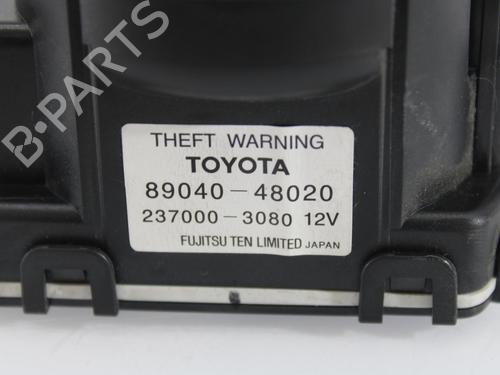 B-PARTS
THEFT WARNING
TOYOTA
89040-48020
237000-3080 12V
FUJITSU TEN LIMITED JAPAN